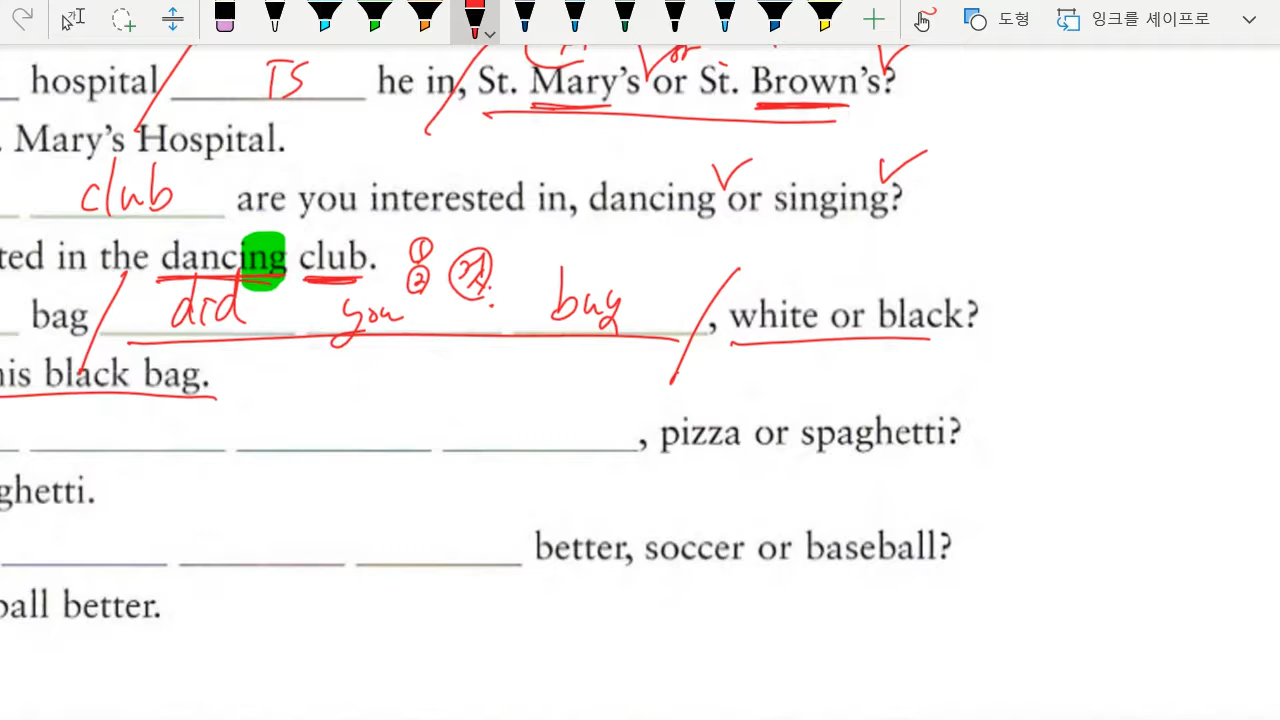 도형 잉크를 셰이프로
hospital IS he in, St. Mary's or St. Brown's?
. Mary's Hospital.
club are you interested in, dancing or singing?
ted in the dancing club. ① ②
bag did you buy, white or black?
his black bag.
, pizza or spaghetti?
ghetti.
better, soccer or baseball?
ball better.